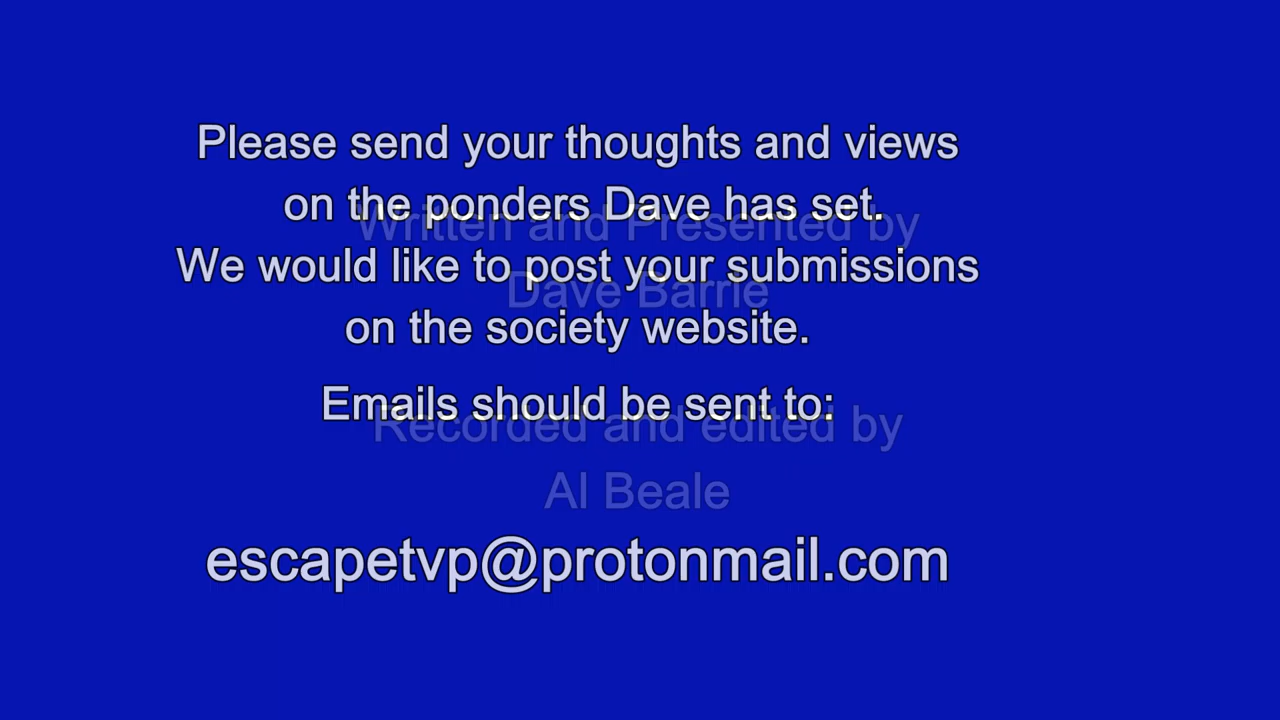 Please send your thoughts and views
on the ponders Dave has set.
Written and Presented by
We would like to post your submissions
Dave Barrie
on the society website.
Emails should be sent to:
Recorded and edited by
Al Beale
escapetvp@protonmail.com